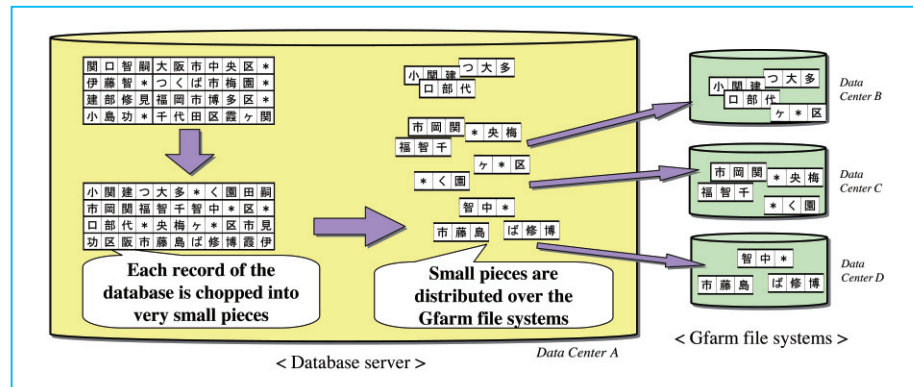 関口智嗣大阪市中央区*
伊藤智*つくば市梅園*
建部修見福岡市博多区*
小島功*千代田区霞ヶ関
小関建つ大多*く園田嗣
市岡関福智千智中*区*
口部代*央梅ヶ*区市見
功区阪市藤島ば修博霞伊
Each record of the
database is chopped into
very small pieces
小関建
つ大多
口部代
市岡関
*央梅
福智千
ヶ*区
*く園
智中*
市藤島
ば修博
Small pieces are
distributed over the
Gfarm file systems
< Database server >
Data Center A
小関建
つ大多
口部代
ヶ*区
Data
Center B
市岡関
*央梅
福智千
*く園
Data
Center C
智中*
市藤島
ば修博
Data
Center D
< Gfarm file systems >